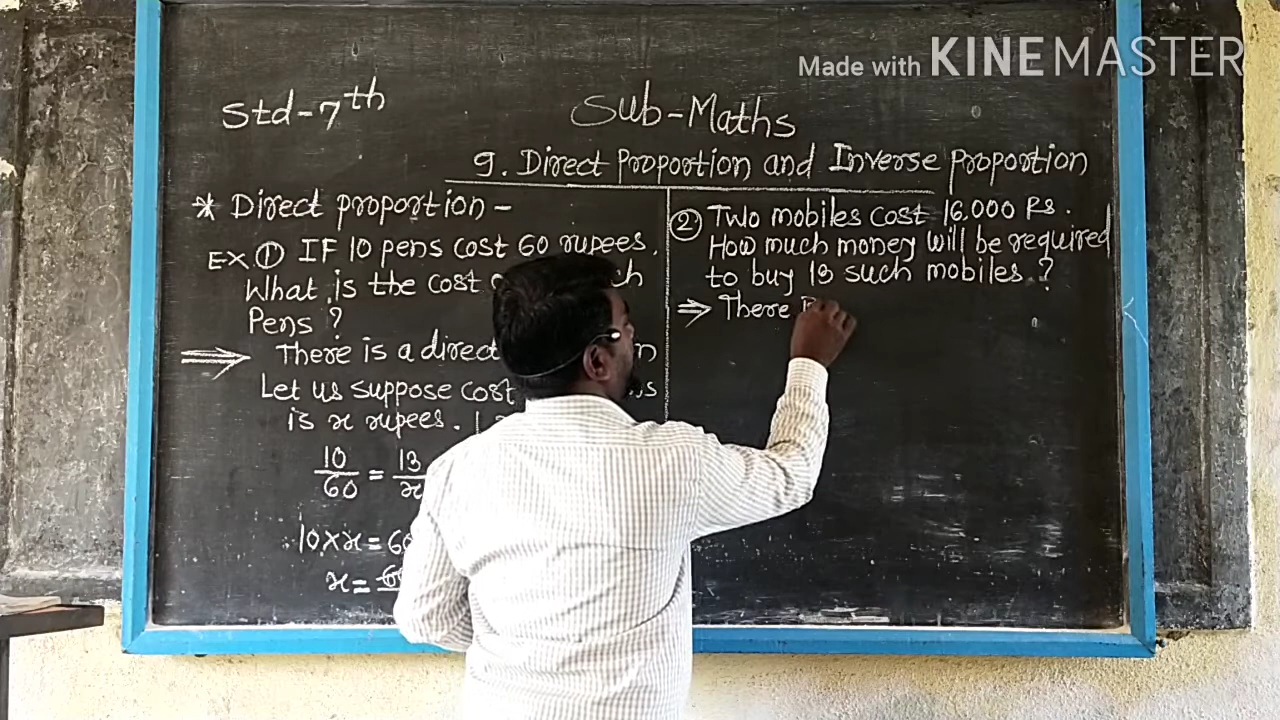 Made with KINEMASTER
Std-7th
Sub-Maths
9. Direct Proportion and Inverse Proportion
* Direct proportion -
Ex. ① IF 10 pens cost 60 rupees.
What is the cost
Pens ?
⇒ There is a direct
Let us suppose cost
is x rupees.
10/60 = 13/x
10×x = 60
x =
② Two mobiles cost 16.000 Rs.
How much money will be required
to buy 13 such mobiles. ?
⇒ There